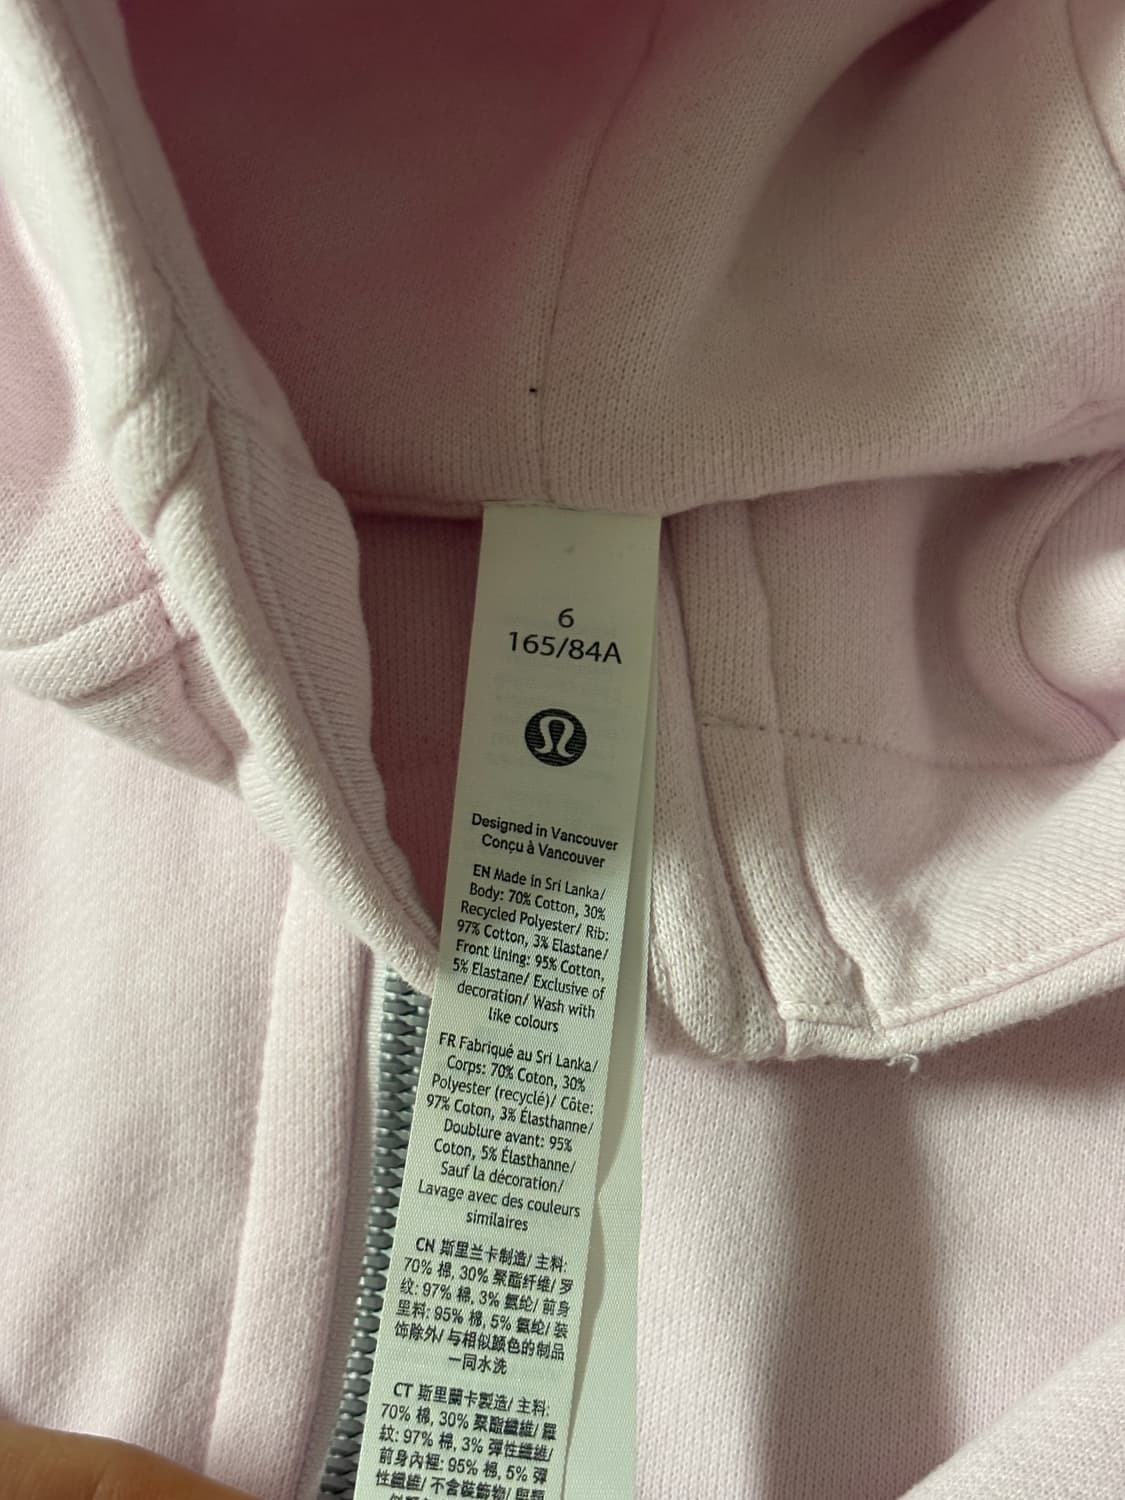 6
165/84A
Designed in Vancouver
Conçu à Vancouver
EN Made in Sri Lanka/
Body: 70% Cotton, 30%
Recycled Polyester/ Rib:
97% Cotton, 3% Elastane/
Front lining: 95% Cotton,
5% Elastane/ Exclusive of
decoration/ Wash with
like colours
FR Fabriqué au Sri Lanka/
Corps: 70% Coton, 30%
Polyester (recyclé)/ Côte:
97% Coton, 3% Élasthanne/
Doublure avant: 95%
Coton, 5% Élasthanne/
Sauf la décoration/
Lavage avec des couleurs
similaires
CN 斯里兰卡制造/ 主料:
70% 棉, 30% 聚酯纤维/ 罗
纹: 97% 棉, 3% 氨纶/ 前身
里料: 95% 棉, 5% 氨纶/ 装
饰除外/ 与相似颜色的制品
一同水洗
CT 斯里蘭卡製造/ 主料:
70% 棉, 30% 聚酯纖維/ 羅
紋: 97% 棉, 3% 彈性纖維/
前身內裡: 95% 棉, 5% 彈
性纖維/ 不含裝飾物/ 與類